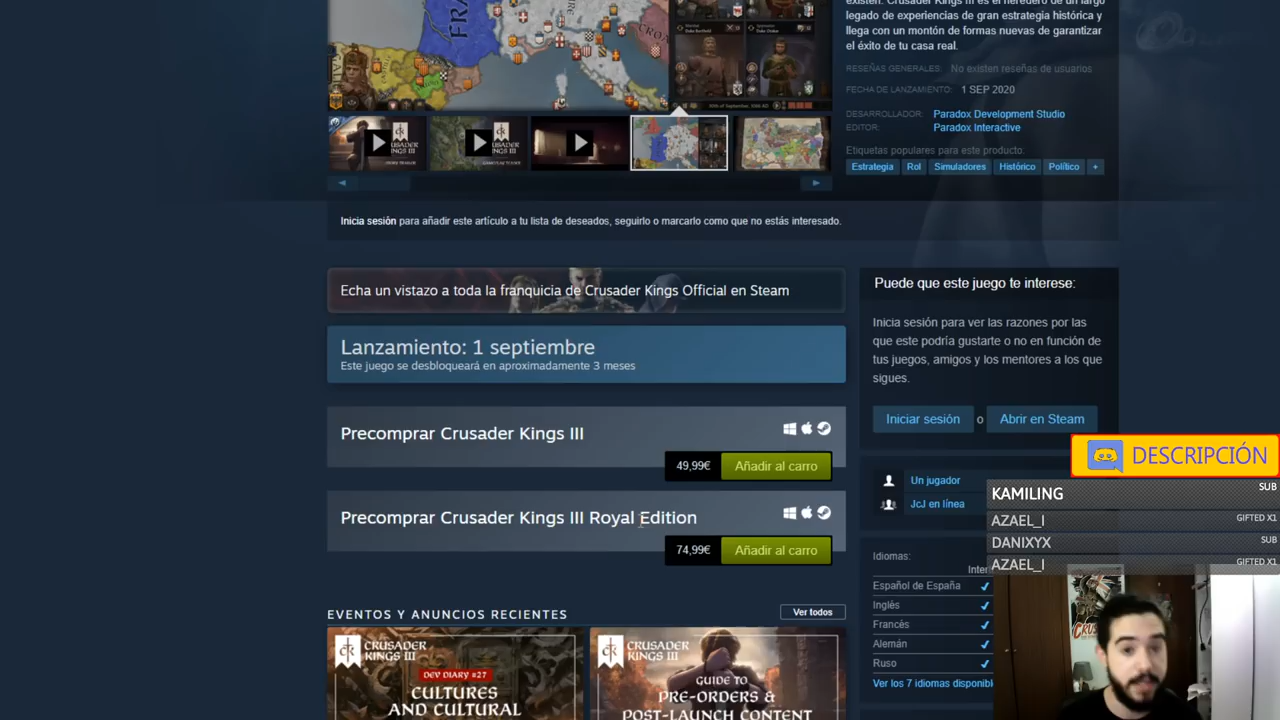 existen. Crusader Kings III es el heredero de un largo
legado de experiencias de gran estrategia histórica y
llega con un montón de formas nuevas de garantizar
el éxito de tu casa real.
RESEÑAS GENERALES: No existen reseñas de usuarios
FECHA DE LANZAMIENTO: 1 SEP 2020
DESARROLLADOR: Paradox Development Studio
EDITOR: Paradox Interactive
Etiquetas populares para este producto:
Estrategia Rol Simuladores Histórico Político +
Inicia sesión para añadir este artículo a tu lista de deseados, seguirlo o marcarlo como que no estás interesado.
Echa un vistazo a toda la franquicia de Crusader Kings Official en Steam
Lanzamiento: 1 septiembre
Este juego se desbloqueará en aproximadamente 3 meses
Precomprar Crusader Kings III
49,99€ Añadir al carro
Precomprar Crusader Kings III Royal Edition
74,99€ Añadir al carro
EVENTOS Y ANUNCIOS RECIENTES Ver todos
CRUSADER
KINGS III
DEV DIARY #27
CULTURES
AND CULTURAL
CRUSADER
KINGS III
GUIDE TO
PRE-ORDERS &
POST-LAUNCH CONTENT
Puede que este juego te interese:
Inicia sesión para ver las razones por las
que este podría gustarte o no en función de
tus juegos, amigos y los mentores a los que
sigues.
Iniciar sesión o Abrir en Steam
Un jugador
JcJ en línea
Idiomas:
Español de España
Inglés
Francés
Alemán
Ruso
Ver los 7 idiomas disponibl
DESCRIPCIÓN
KAMILING SUB
AZAEL_I GIFTED X1
DANIXYX SUB
AZAEL_I GIFTED X1